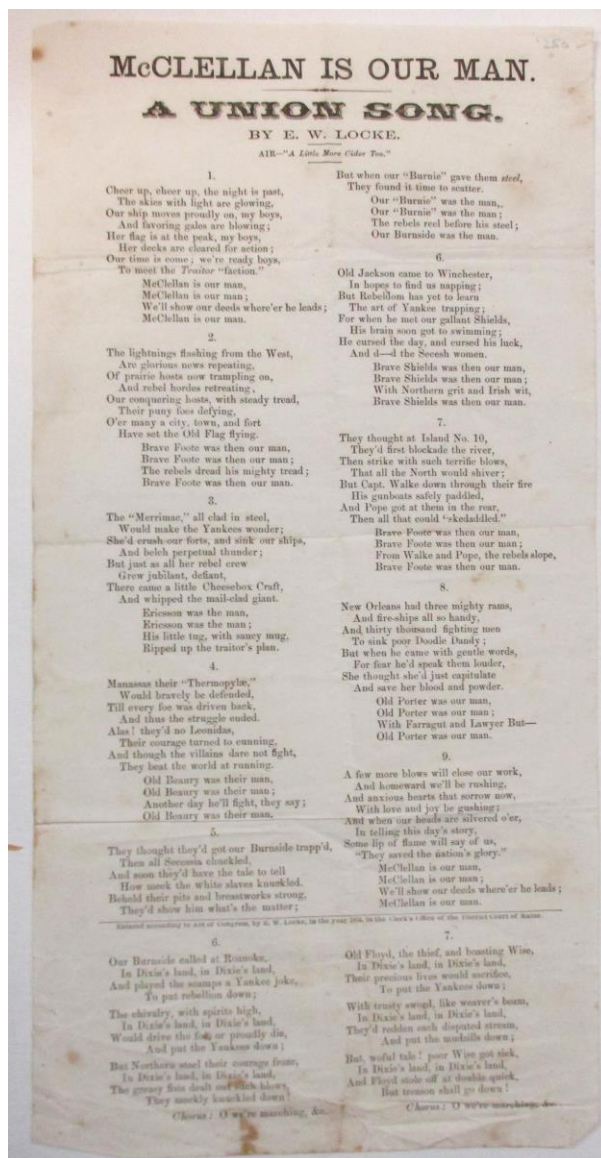 McCLELLAN IS OUR MAN.
A UNION SONG.
BY E. W. LOCKE.
AIR—"A Little More Cider Too."
1.
Cheer up, cheer up, the night is past,
The skies with light are glowing,
Our ship moves proudly on, my boys,
And favoring gales are blowing;
Her flag is at the peak, my boys,
Her decks are cleared for action;
Our time is come; we're ready boys,
To meet the Traitor "faction."
McClellan is our man,
McClellan is our man;
We'll show our deeds where'er he leads;
McClellan is our man.
2.
The lightnings flashing from the West,
Are glorious news repeating,
Of prairie hosts now trampling on,
And rebel hordes retreating,
Our conquering hosts, with steady tread,
Their puny foes defying,
O'er many a city, town, and fort
Have set the Old Flag flying.
Brave Foote was then our man,
Brave Foote was then our man;
The rebels dread his mighty tread;
Brave Foote was then our man.
3.
The "Merrimac," all clad in steel,
Would make the Yankees wonder;
She'd crush our forts, and sink our ships,
And belch perpetual thunder;
But just as all her rebel crew
Grew jubilant, defiant,
There came a little Cheesebox Craft,
And whipped the mail-clad giant.
Ericsson was the man,
Ericsson was the man;
His little tug, with saucy mug,
Ripped up the traitor's plan.
4.
Manassas their "Thermopylæ,"
Would bravely be defended,
Till every foe was driven back,
And thus the struggle ended.
Alas! they'd no Leonidas,
Their courage turned to cunning,
And though the villains dare not fight,
They beat the world at running.
Old Beaury was their man,
Old Beaury was their man;
Another day he'll fight, they say;
Old Beaury was their man.
5.
They thought they'd got our Burnside trapp'd,
Then all Secessia chuckled,
And soon they'd have the tale to tell
How meek the white slaves knuckled.
Beheld their pits and breastworks strong,
They'd show him what's the matter;
But when our "Burnie" gave them steel,
They found it time to scatter.
Our "Burnie" was the man,
Our "Burnie" was the man;
The rebels reel before his steel;
Our Burnside was the man.
6.
Old Jackson came to Winchester,
In hopes to find us napping;
But Rebeldom has yet to learn
The art of Yankee trapping;
For when he met our gallant Shields,
His brain soon got to swimming;
He cursed the day, and cursed his luck,
And d—d the Secesh women.
Brave Shields was then our man,
Brave Shields was then our man;
With Northern grit and Irish wit,
Brave Shields was then our man.
7.
They thought at Island No. 10,
They'd first blockade the river,
Then strike with such terrific blows,
That all the North would shiver;
But Capt. Walke down through their fire
His gunboats safely paddled,
And Pope got at them in the rear,
Then all that could "skedaddled."
Brave Foote was then our man,
Brave Foote was then our man;
From Walke and Pope, the rebels slope,
Brave Foote was then our man.
8.
New Orleans had three mighty rams,
And fire-ships all so handy,
And thirty thousand fighting men
To sink poor Doodle Dandy;
But when he came with gentle words,
For fear he'd speak them louder,
She thought she'd just capitulate
And save her blood and powder.
Old Porter was our man,
Old Porter was our man;
With Farragut and Lawyer But—
Old Porter was our man.
9.
A few more blows will close our work,
And homeward we'll be rushing,
And anxious hearts that sorrow now,
With love and joy be gushing;
And when our heads are silvered o'er,
In telling this day's story,
Some lip of flame will say of us,
"They saved the nation's glory."
McClellan is our man,
McClellan is our man;
We'll show our deeds where'er he leads;
McClellan is our man.
Entered according to Act of Congress, by E. W. Locke, in the year in the Clerk's Office of the District Court of Maine.
6.
Our Burnside called at Roanoke,
In Dixie's land, in Dixie's land,
And played the scamps a Yankee joke,
To put rebellion down;
The chivalry, with spirits high,
In Dixie's land, in Dixie's land,
Would drive the foe, or proudly die,
And put the Yankees down;
But Northern steel their courage froze,
In Dixie's land, in Dixie's land,
The greasy fists dealt out such blows,
They meekly knuckled down!
Chorus: O we're marching, &c.
7.
Old Floyd, the thief, and boasting Wise,
In Dixie's land, in Dixie's land,
Their precious lives would sacrifice,
To put the Yankees down;
With trusty sword, like weaver's beam,
In Dixie's land, in Dixie's land,
They'd redden each disputed stream,
And put the mudsills down;
But, woful tale! poor Wise got sick,
In Dixie's land, in Dixie's land,
And Floyd stole off at double quick,
But treason shall go down!
Chorus: O we're marching, &c.